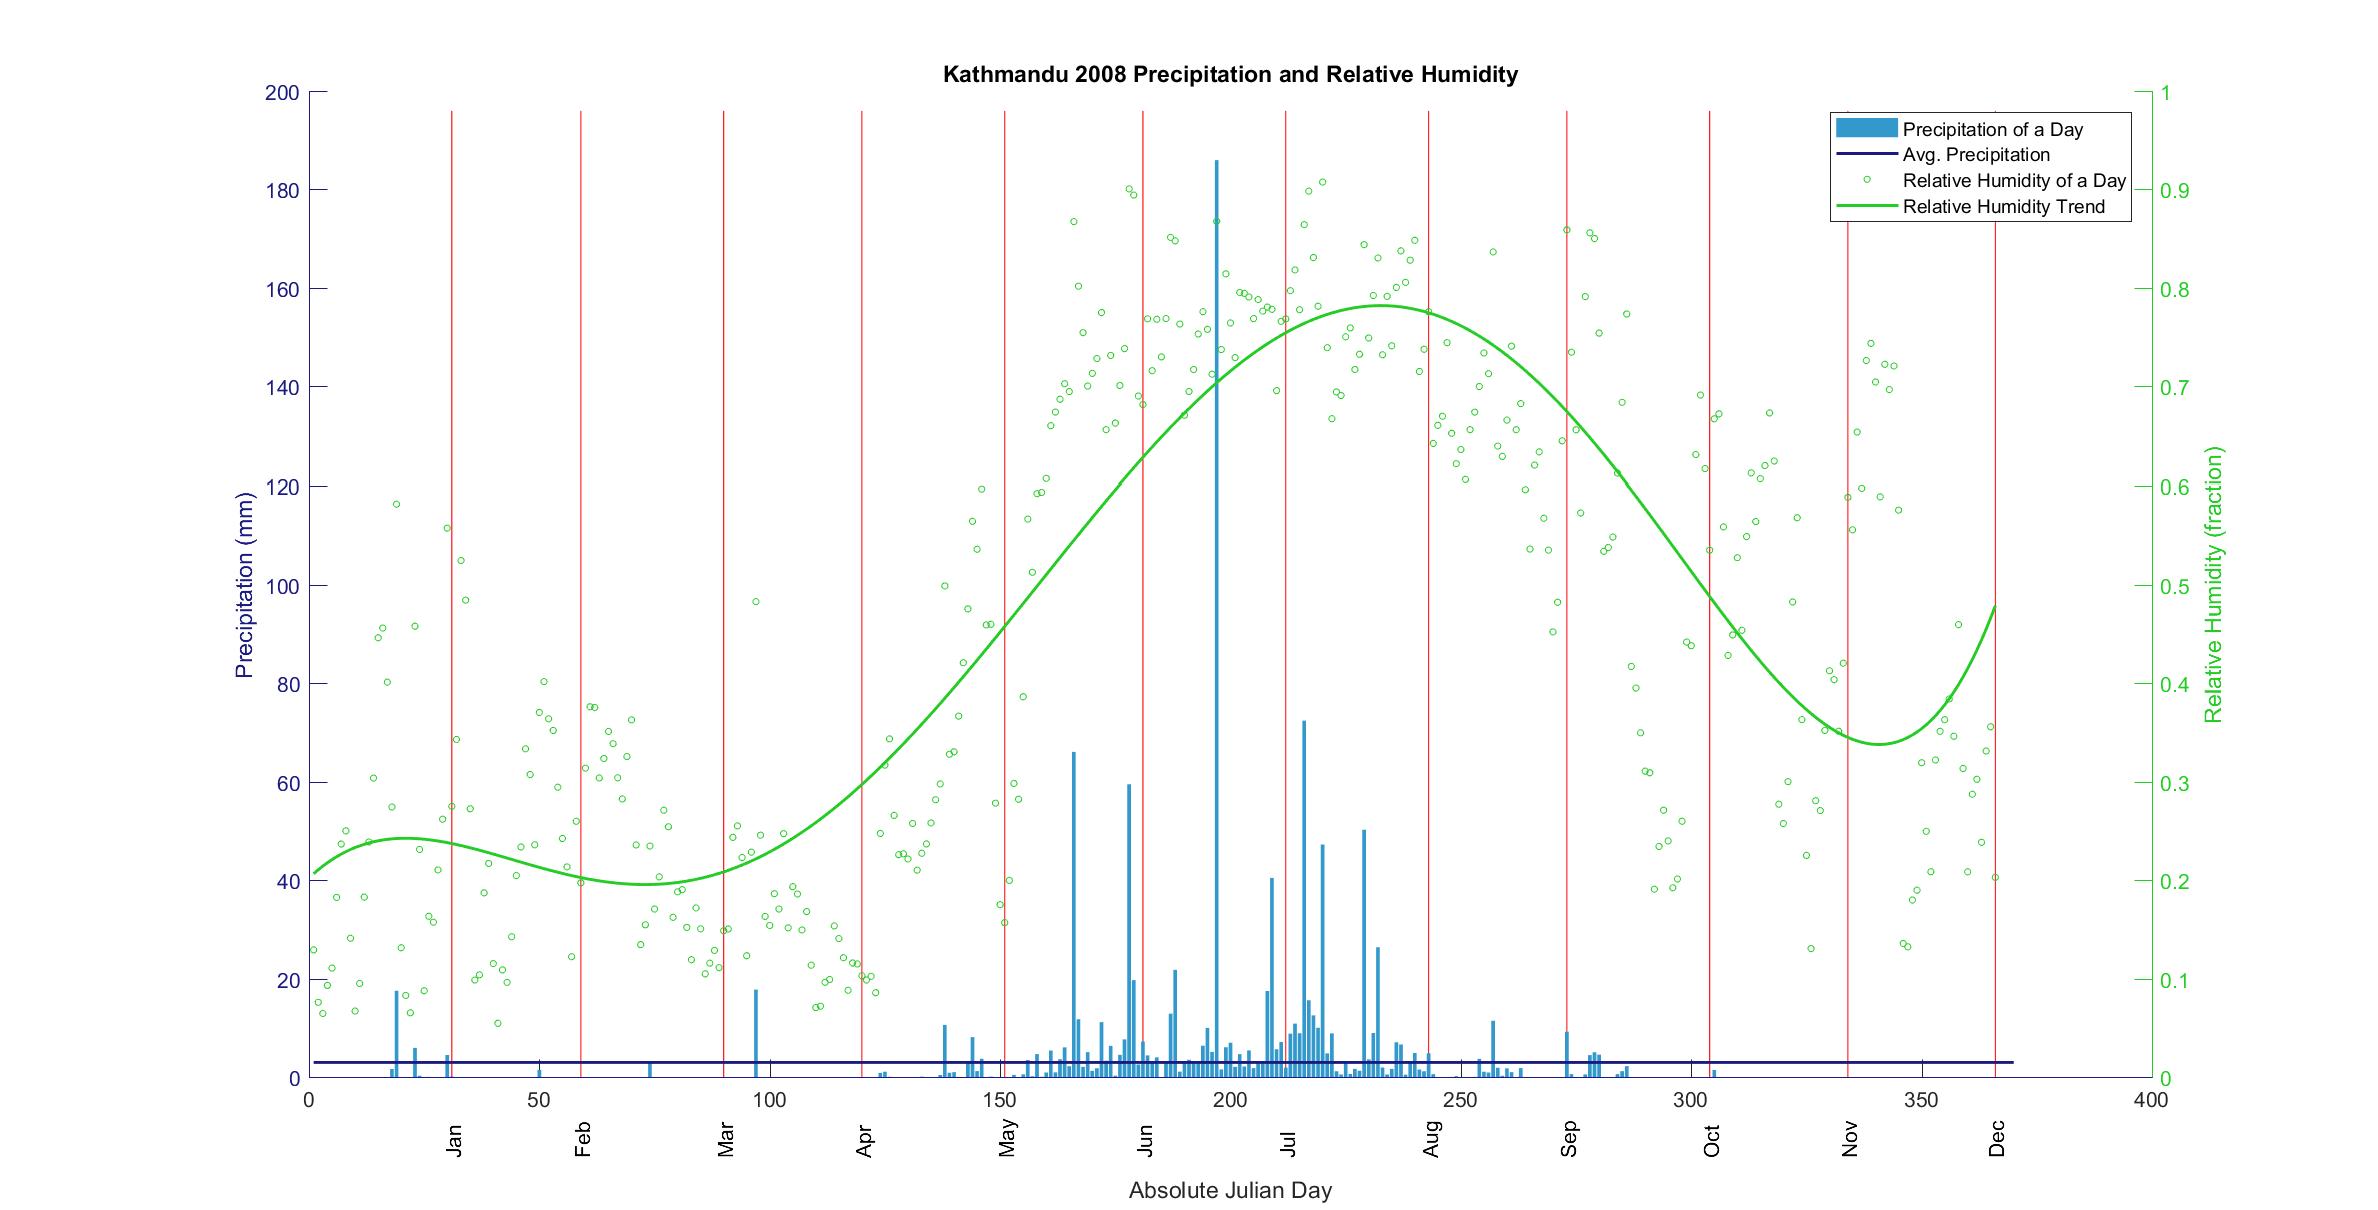 Kathmandu 2008 Precipitation and Relative Humidity
200
180
160
140
120
100
80
60
40
20
0
Precipitation (mm)
1
0.9
0.8
0.7
0.6
0.5
0.4
0.3
0.2
0.1
0
Relative Humidity (fraction)
Precipitation of a Day
Avg. Precipitation
Relative Humidity of a Day
Relative Humidity Trend
0 50 100 150 200 250 300 350 400
Jan Feb Mar Apr May Jun Jul Aug Sep Oct Nov Dec
Absolute Julian Day